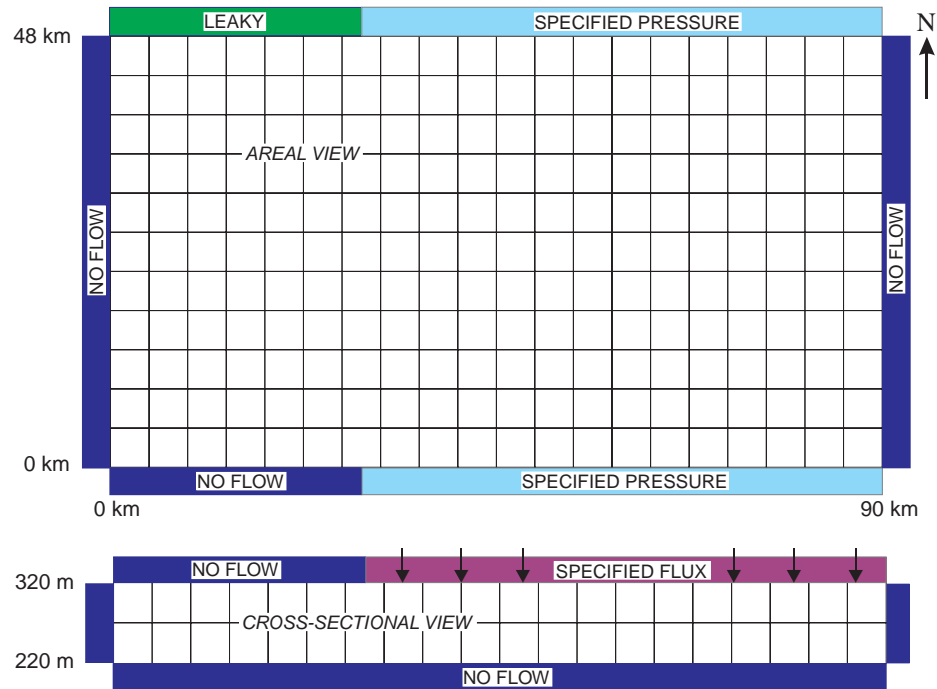 LEAKY
SPECIFIED PRESSURE
48 km
N
AREAL VIEW
NO FLOW
NO FLOW
0 km
NO FLOW
SPECIFIED PRESSURE
0 km
90 km
NO FLOW
SPECIFIED FLUX
320 m
CROSS-SECTIONAL VIEW
220 m
NO FLOW